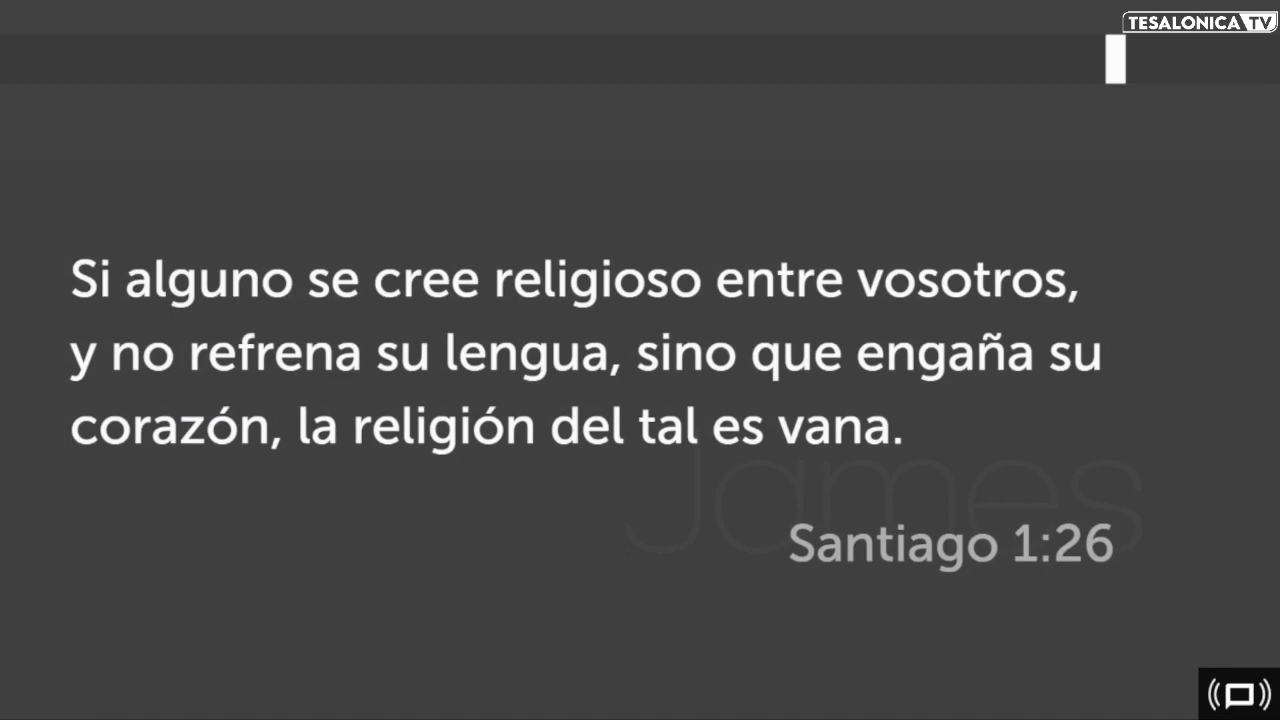 TESALONICA TV
Si alguno se cree religioso entre vosotros,
y no refrena su lengua, sino que engaña su
corazón, la religión del tal es vana.
James
Santiago 1:26